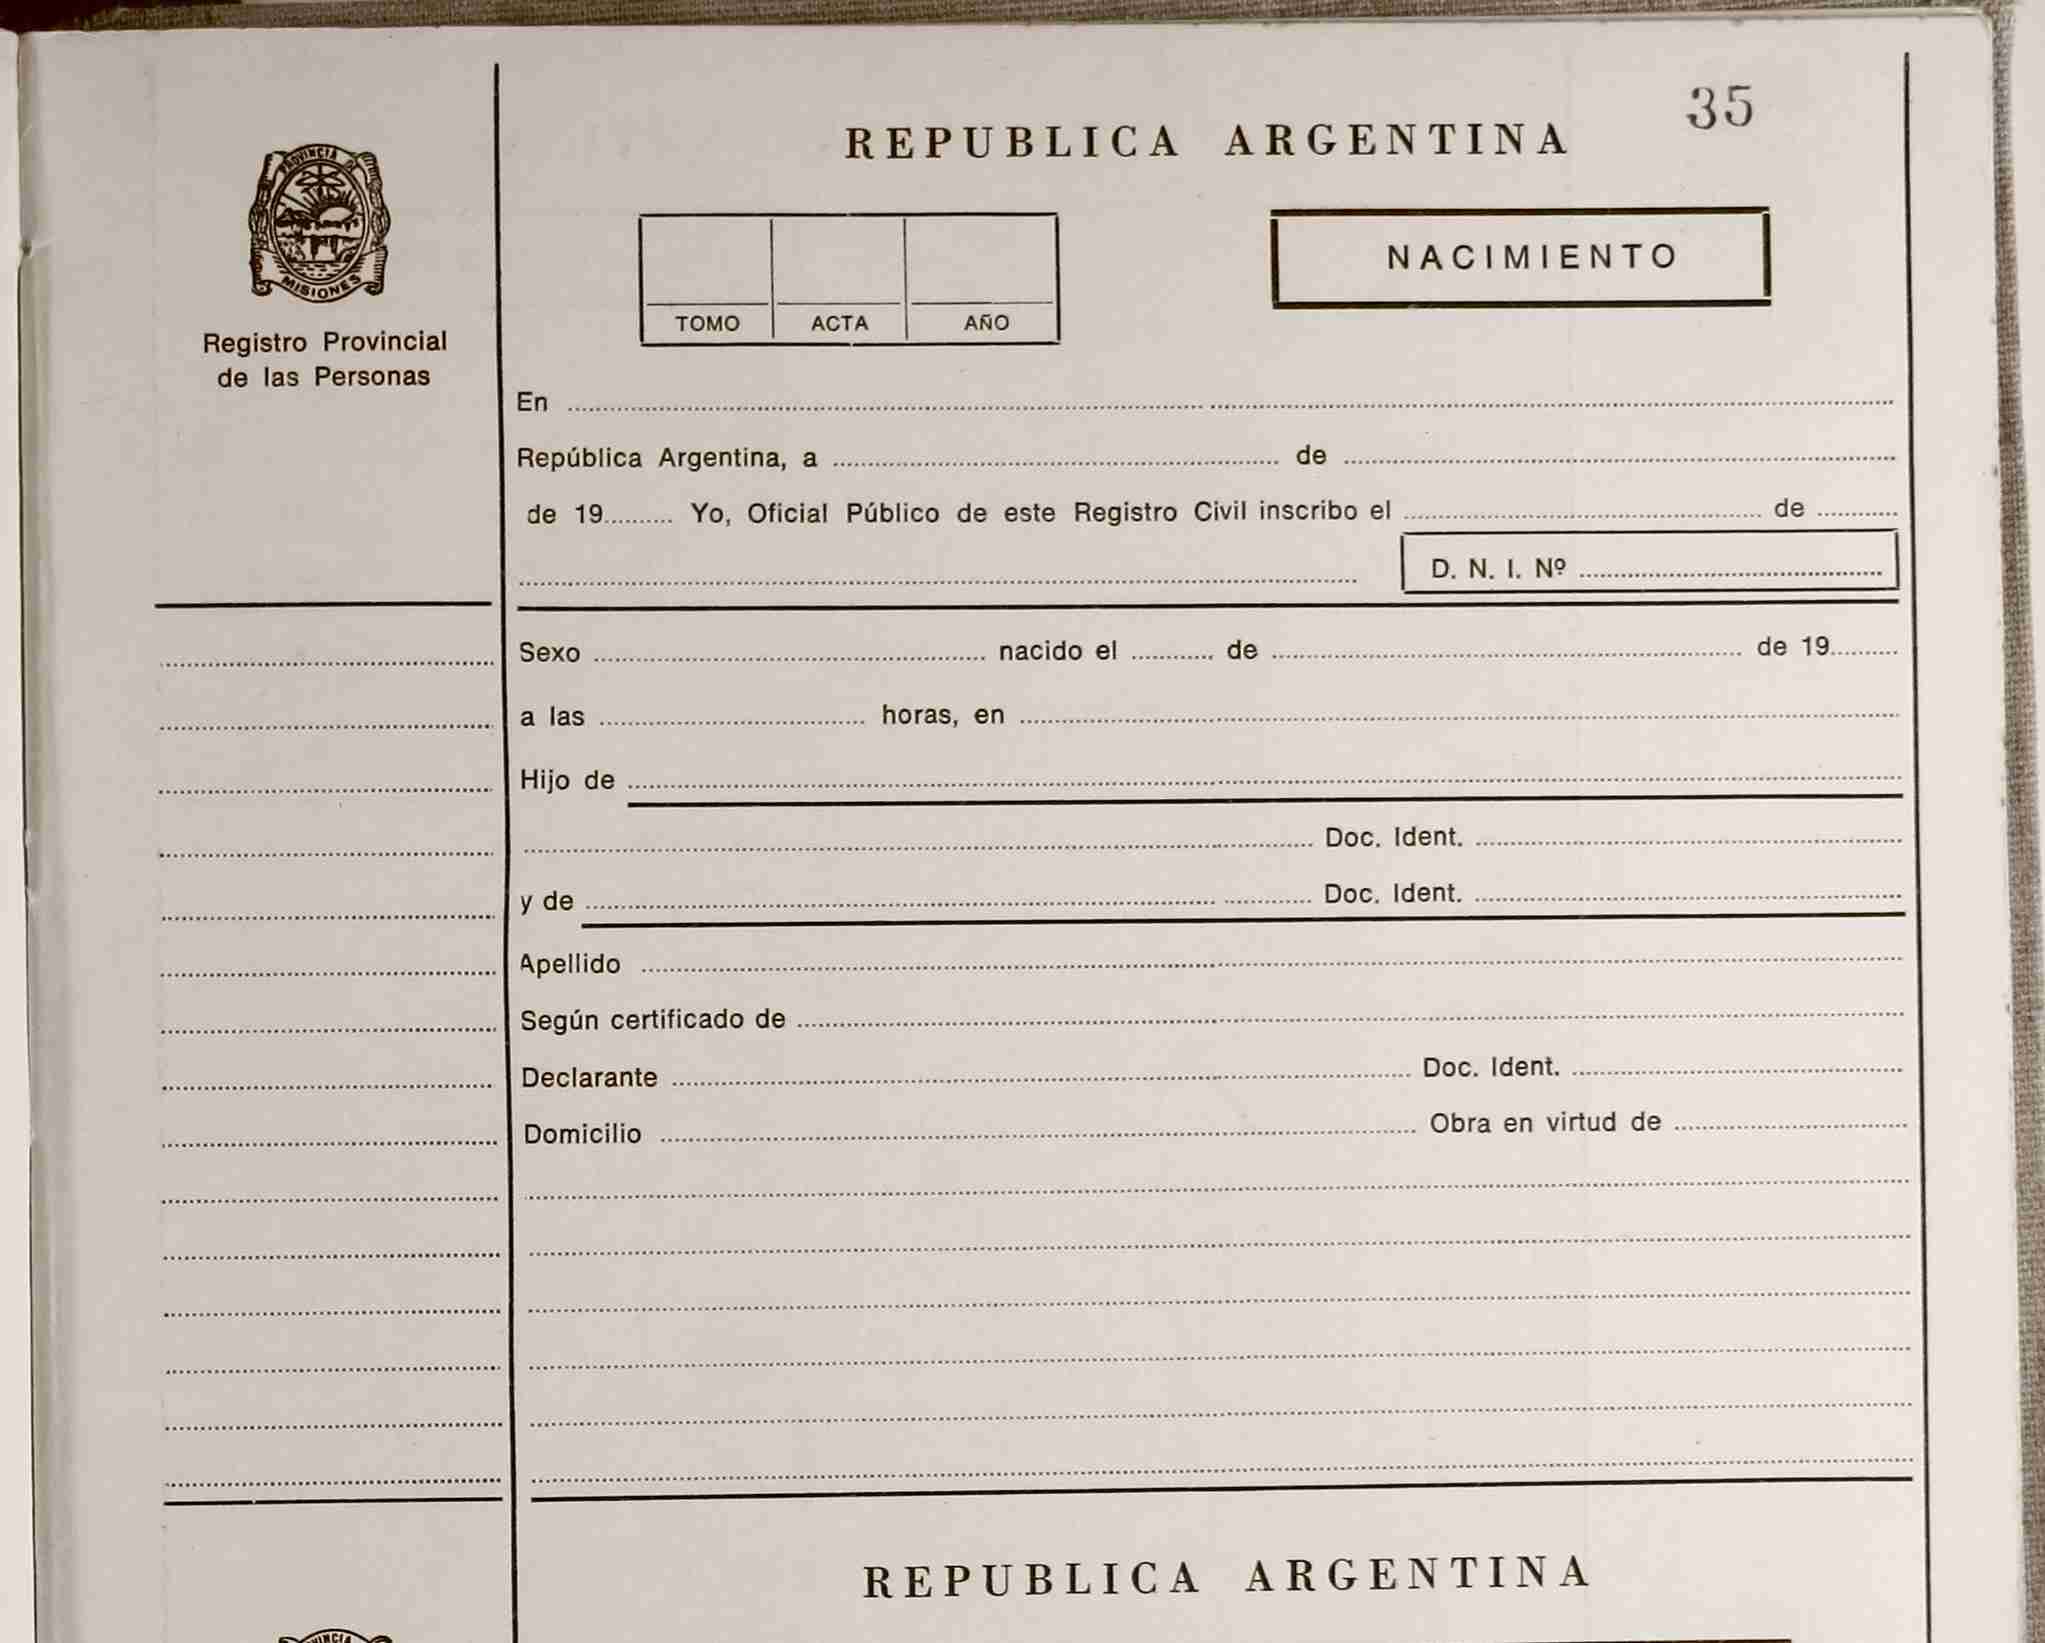 PROVINCIA DE
MISIONES
Registro Provincial
de las Personas
REPUBLICA ARGENTINA
35
TOMO ACTA AÑO
NACIMIENTO
En
República Argentina, a de
de 19 Yo, Oficial Público de este Registro Civil inscribo el de
D. N. I. Nº
Sexo nacido el de de 19
a las horas, en
Hijo de
Doc. Ident.
y de Doc. Ident.
Apellido
Según certificado de
Declarante Doc. Ident.
Domicilio Obra en virtud de
REPUBLICA ARGENTINA